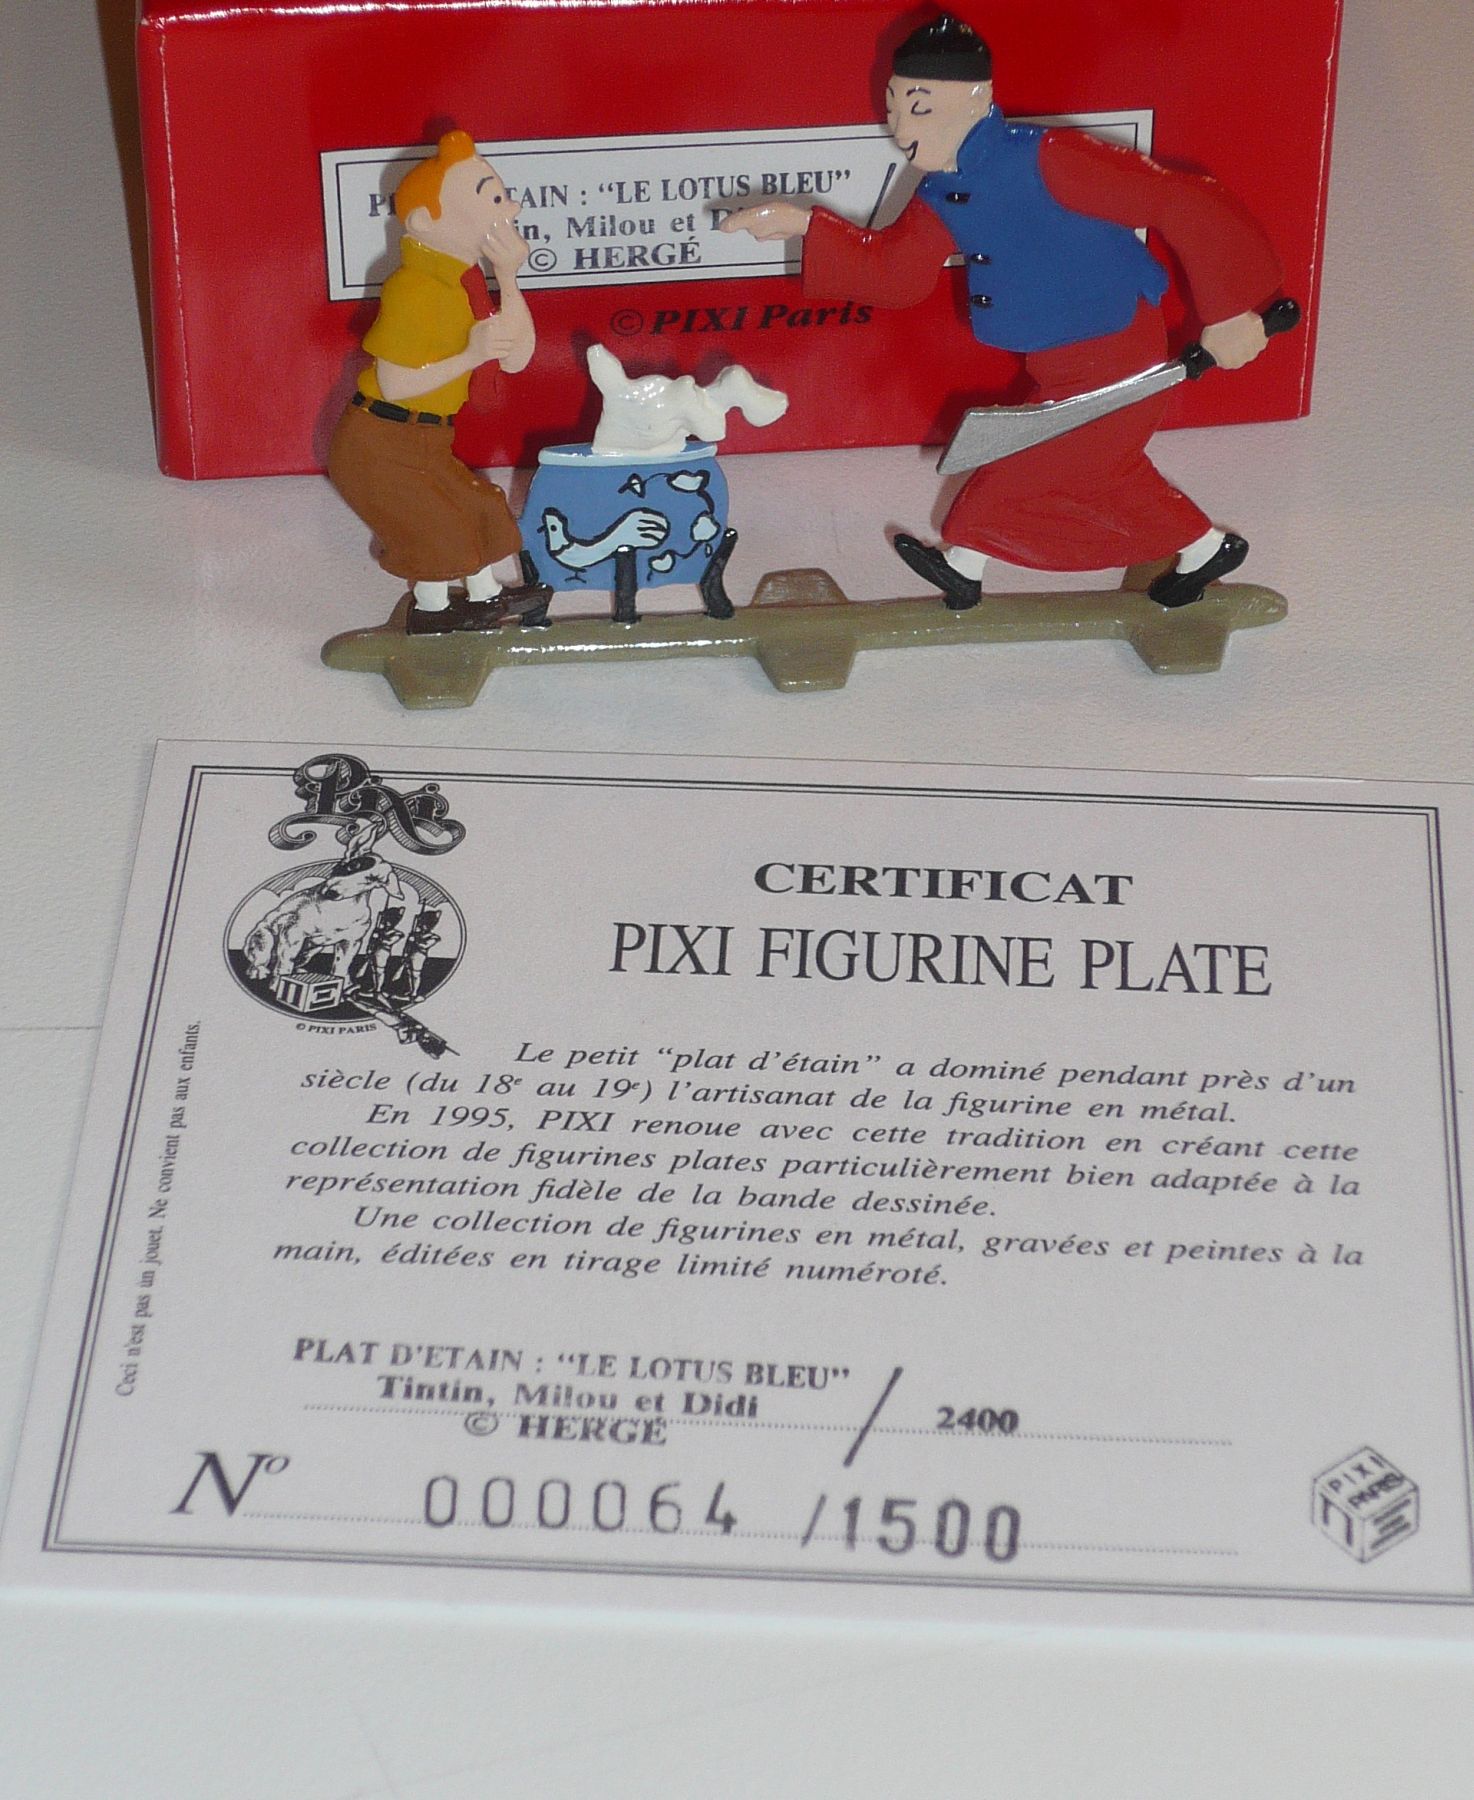 TAIN : “LE LOTUS BLEU” /
in, Milou et
© HERGÉ
© PIXI Paris
Pixi
© PIXI PARIS
CERTIFICAT
PIXI FIGURINE PLATE
Le petit “plat d’étain” a dominé pendant près d’un
siècle (du 18e au 19e) l’artisanat de la figurine en métal.
En 1995, PIXI renoue avec cette tradition en créant cette
collection de figurines plates particulièrement bien adaptée à la
représentation fidèle de la bande dessinée.
Une collection de figurines en métal, gravées et peintes à la
main, éditées en tirage limité numéroté.
Ceci n'est pas un jouet. Ne convient pas aux enfants.
PLAT D'ETAIN : “LE LOTUS BLEU”
Tintin, Milou et Didi / 2400
© HERGÉ
No 000064 /1500
PIXI
PARIS